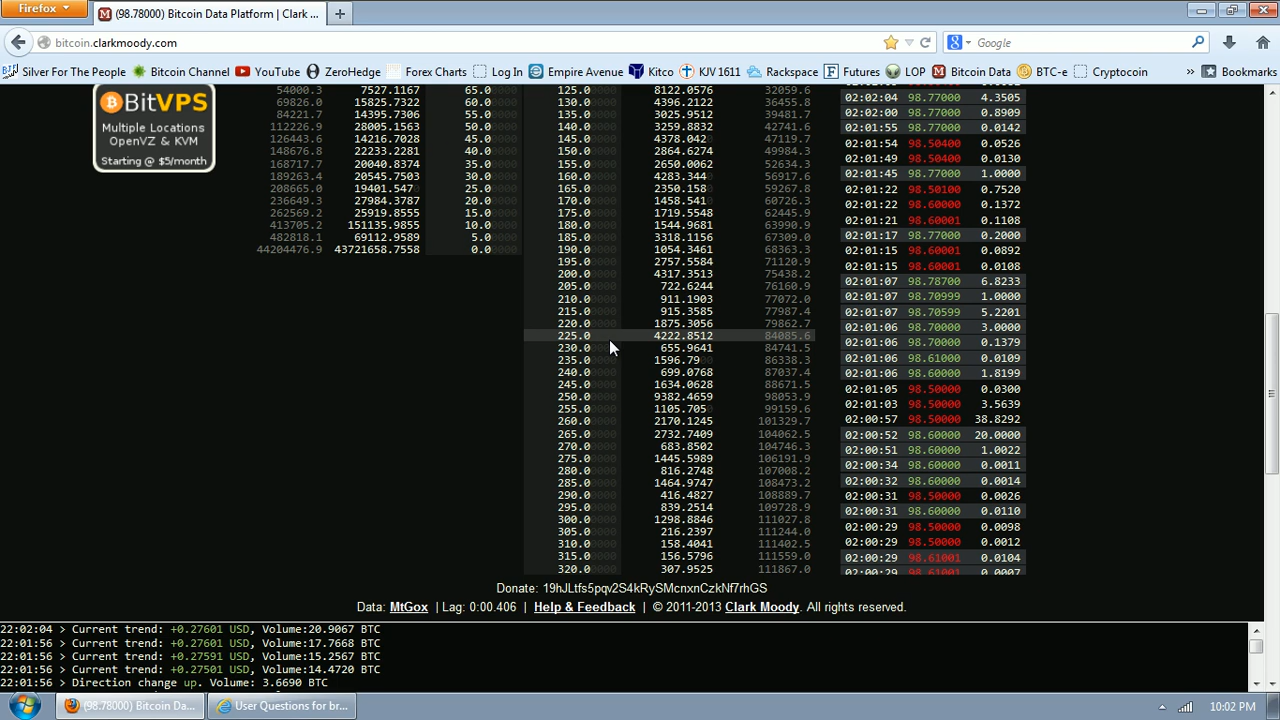 Firefox
(98.78000) Bitcoin Data Platform | Clark ...
bitcoin.clarkmoody.com
Google
Silver For The People
Bitcoin Channel
YouTube
ZeroHedge
Forex Charts
Log In
Empire Avenue
Kitco
KJV 1611
Rackspace
Futures
LOP
Bitcoin Data
BTC-e
Cryptocoin
»
Bookmarks
BitVPS
Multiple Locations
OpenVZ & KVM
Starting @ $5/month
54000.3 7527.1167 65.0
69826.0 15825.7322 60.0
84221.7 14395.7306 55.0
112226.9 28005.1563 50.0
126443.6 14216.7028 45.0
148676.8 22233.2281 40.0
168717.7 20040.8374 35.0
189263.4 20545.7503 30.0
208665.0 19401.5470 25.0
236649.3 27984.3787 20.0
262569.2 25919.8555 15.0
413705.2 151135.9855 10.0
482818.1 69112.9589 5.0
44204476.9 43721658.7558 0.0
125.0 8122.0576 32059.6
130.0 4396.2122 36455.8
135.0 3025.9512 39481.7
140.0 3259.8832 42741.6
145.0 4378.0420 47119.7
150.0 2864.6274 49984.3
155.0 2650.0062 52634.3
160.0 4283.3440 56917.6
165.0 2350.1580 59267.8
170.0 1458.5410 60726.3
175.0 1719.5548 62445.9
180.0 1544.9681 63990.9
185.0 3318.1156 67309.0
190.0 1054.3461 68363.3
195.0 2757.5584 71120.9
200.0 4317.3513 75438.2
205.0 722.6244 76160.9
210.0 911.1903 77072.0
215.0 915.3585 77987.4
220.0 1875.3056 79862.7
225.0 4222.8512 84085.6
230.0 655.9641 84741.5
235.0 1596.7900 86338.3
240.0 699.0768 87037.4
245.0 1634.0628 88671.5
250.0 9382.4659 98053.9
255.0 1105.7050 99159.6
260.0 2170.1245 101329.7
265.0 2732.7409 104062.5
270.0 683.8502 104746.3
275.0 1445.5989 106191.9
280.0 816.2748 107008.2
285.0 1464.9747 108473.2
290.0 416.4827 108889.7
295.0 839.2514 109728.9
300.0 1298.8846 111027.8
305.0 216.2397 111244.0
310.0 158.4041 111402.5
315.0 156.5796 111559.0
320.0 307.9525 111867.0
02:02:04 98.77000 4.3505
02:02:00 98.77000 0.8909
02:01:55 98.77000 0.0142
02:01:54 98.50400 0.0526
02:01:49 98.50400 0.0130
02:01:45 98.77000 1.0000
02:01:22 98.50100 0.7520
02:01:22 98.60000 0.1372
02:01:21 98.60001 0.1108
02:01:17 98.77000 0.2000
02:01:15 98.60001 0.0892
02:01:15 98.60001 0.0108
02:01:07 98.78700 6.8233
02:01:07 98.70999 1.0000
02:01:07 98.70599 5.2201
02:01:06 98.70000 3.0000
02:01:06 98.70000 0.1379
02:01:06 98.61000 0.0109
02:01:06 98.60000 1.8199
02:01:05 98.50000 0.0300
02:01:03 98.50000 3.5639
02:00:57 98.50000 38.8292
02:00:52 98.60000 20.0000
02:00:51 98.60000 1.0022
02:00:34 98.60000 0.0011
02:00:32 98.60000 0.0014
02:00:31 98.50000 0.0026
02:00:31 98.60000 0.0110
02:00:29 98.50000 0.0098
02:00:29 98.50000 0.0012
02:00:29 98.61001 0.0104
02:00:29 98.61001 0.0007
Donate: 19hJLtfs5pqv2S4kRySMcnxnCzkNf7rhGS
Data: MtGox | Lag: 0:00.406 | Help & Feedback | © 2011-2013 Clark Moody. All rights reserved.
22:02:04 > Current trend: +0.27601 USD, Volume:20.9067 BTC
22:01:56 > Current trend: +0.27601 USD, Volume:17.7668 BTC
22:01:56 > Current trend: +0.27591 USD, Volume:15.2567 BTC
22:01:56 > Current trend: +0.27501 USD, Volume:14.4720 BTC
22:01:56 > Direction change up. Volume: 3.6690 BTC
(98.78000) Bitcoin Da...
User Questions for br...
10:02 PM